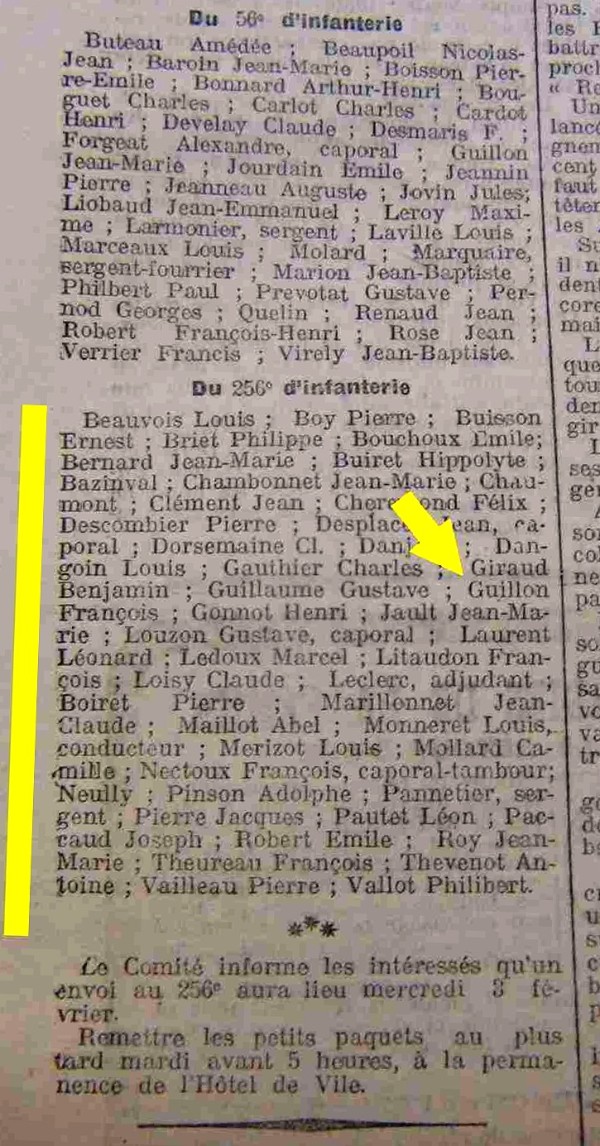 Du 56e d'infanterie
Buteau Amédée ; Beaupoil Nicolas-
Jean ; Baroin Jean-Marie ; Boisson Pier-
re-Emile ; Bonnard Arthur-Henri ; Bou-
guet Charles ; Carlot Charles ; Cardot
Henri ; Develay Claude ; Desmaris F. ;
Forgeat Alexandre, caporal ; Guillon
Jean-Marie ; Jourdain Emile ; Jeannin
Pierre ; Jeanneau Auguste ; Jovin Jules;
Liobaud Jean-Emmanuel ; Leroy Maxi-
me ; Larmonier, sergent ; Laville Louis ;
Marceaux Louis ; Molard ; Marquaire,
sergent-fourrier ; Marion Jean-Baptiste ;
Philbert Paul ; Prevotat Gustave ; Per-
nod Georges ; Quelin ; Renaud Jean ;
Robert François-Henri ; Rose Jean ;
Verrier Francis ; Virely Jean-Baptiste.
Du 256e d'infanterie
Beauvois Louis ; Boy Pierre ; Buisson
Ernest ; Briet Philippe ; Bouchoux Emile;
Bernard Jean-Marie ; Buiret Hippolyte ;
Bazinval ; Chambonnet Jean-Marie ; Chau-
mont ; Clément Jean ; Félix ;
Descombier Pierre ; Jean, ca-
poral ; Dorsemaine Cl. ; ; Dan-
goin Louis ; Gauthier Charles ; Giraud
Benjamin ; Guillaume Gustave ; Guillon
François ; Gonnot Henri ; Jault Jean-Ma-
rie ; Louzon Gustave, caporal ; Laurent
Léonard ; Ledoux Marcel ; Litaudon Fran-
çois ; Loisy Claude ; Leclerc, adjudant ;
Boiret Pierre ; Marillonnet Jean-
Claude ; Maillot Abel ; Monneret Louis,
conducteur ; Merizot Louis ; Mollard Ca-
mille ; Nectoux François, caporal-tambour;
Neully ; Pinson Adolphe ; Pannetier, ser-
gent ; Pierre Jacques ; Pautet Léon ; Pac-
caud Joseph ; Robert Emile ; Roy Jean-
Marie ; Theureau François ; Thevenot An-
toine ; Vailleau Pierre ; Vallot Philibert.
***
Le Comité informe les intéressés qu'un
envoi au 256e aura lieu mercredi 3 fé-
vrier.
Remettre les petits paquets au plus
tard mardi avant 5 heures, à la perma-
nence de l'Hôtel de Vile.